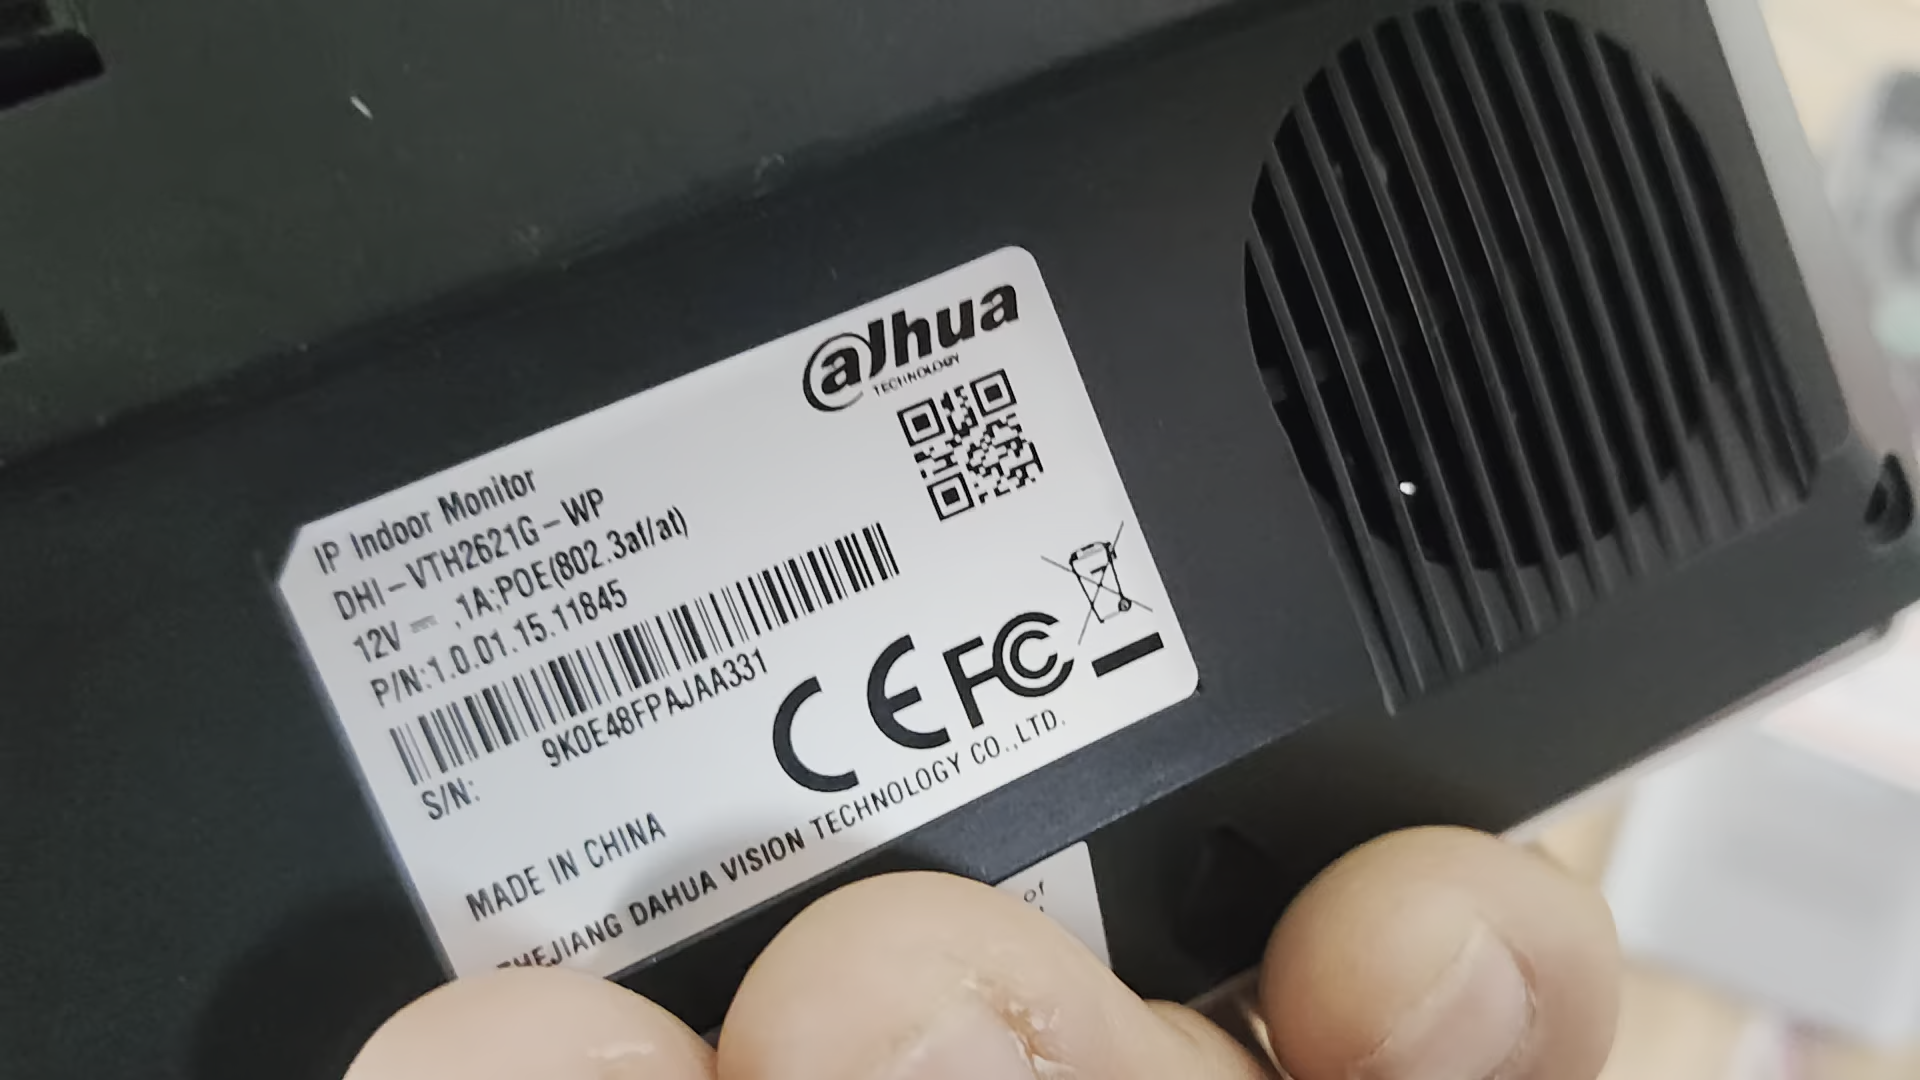 alhua
TECHNOLOGY
IP Indoor Monitor
DHI-VTH2621G-WP
12V ⎓ ,1A;POE(802.3af/at)
P/N:1.0.01.15.11845
9K0E48FPAJAA331
S/N:
CE FC
MADE IN CHINA
ZHEJIANG DAHUA VISION TECHNOLOGY CO.,LTD.
of